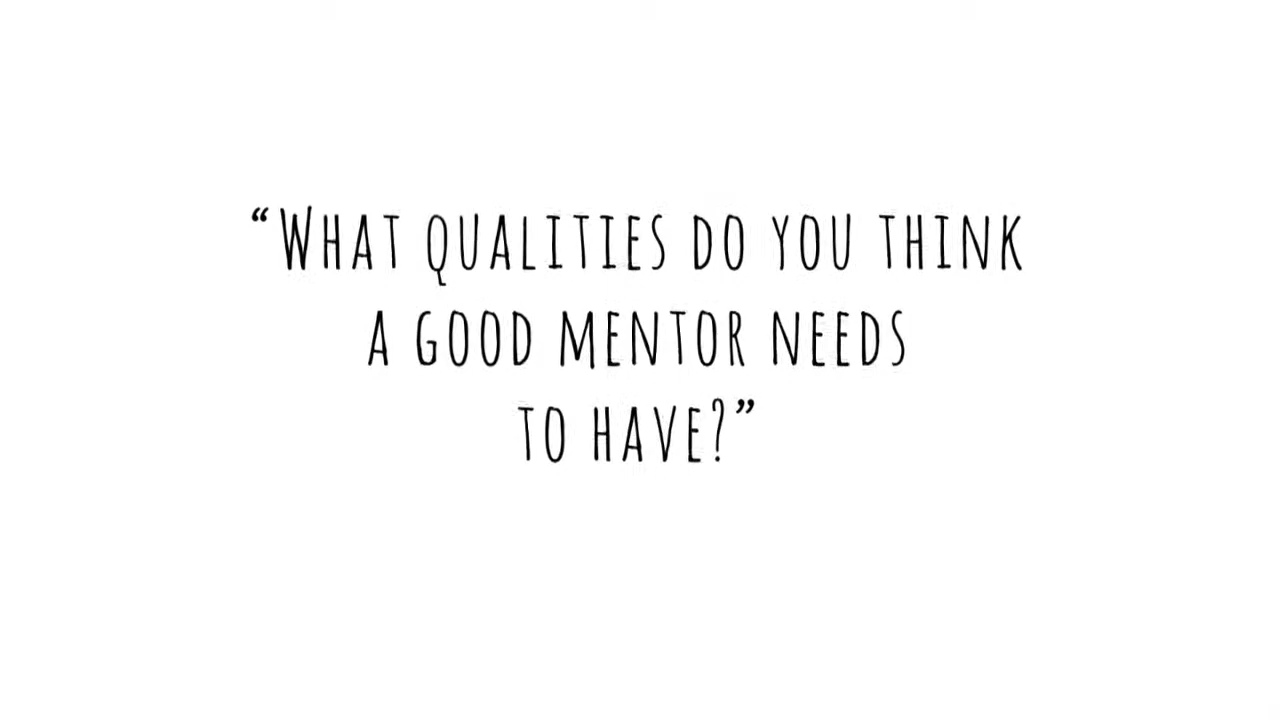 “What qualities do you think
a good mentor needs
to have?”